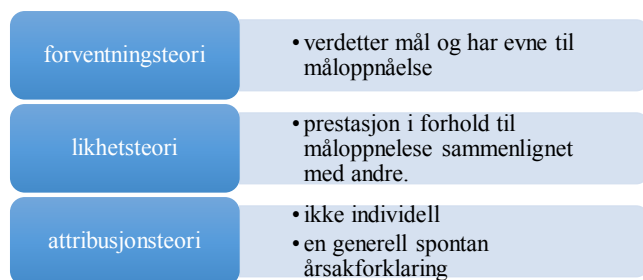 forventningsteori
• verdetter mål og har evne til
måloppnåelse
likhetsteori
• prestasjon i forhold til
måloppnelese sammenlignet
med andre.
attribusjonsteori
• ikke individell
• en generell spontan
årsakforklaring